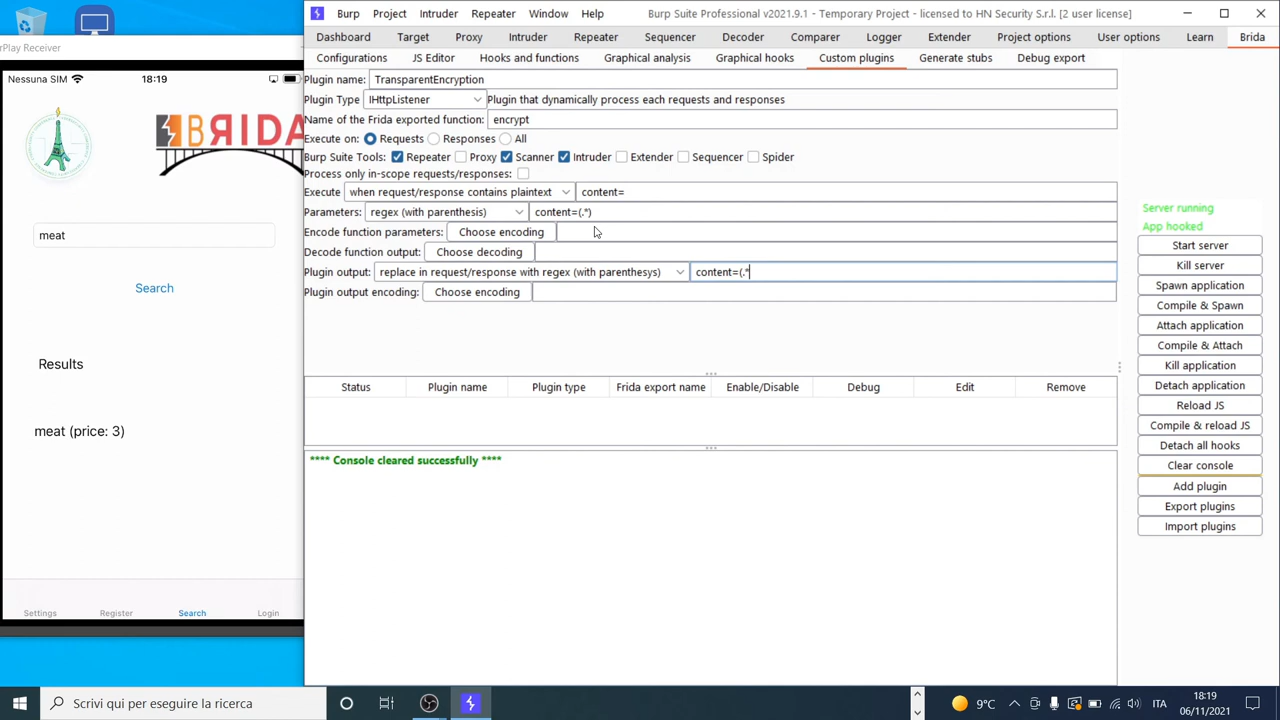 Burp Project Intruder Repeater Window Help
Burp Suite Professional v2021.9.1 - Temporary Project - licensed to HN Security S.r.l. [2 user license]
Dashboard Target Proxy Intruder Repeater Sequencer Decoder Comparer Logger Extender Project options User options Learn Brida
rPlay Receiver
Configurations JS Editor Hooks and functions Graphical analysis Graphical hooks Custom plugins Generate stubs Debug export
Nessuna SIM 18:19
BRIDA
meat
Search
Results
meat (price: 3)
Settings Register Search Login
Plugin name: TransparentEncryption
Plugin Type IHttpListener Plugin that dynamically process each requests and responses
Name of the Frida exported function: encrypt
Execute on: Requests Responses All
Burp Suite Tools: Repeater Proxy Scanner Intruder Extender Sequencer Spider
Process only in-scope requests/responses:
Execute when request/response contains plaintext content=
Parameters: regex (with parenthesis) content=(.*)
Encode function parameters: Choose encoding
Decode function output: Choose decoding
Plugin output: replace in request/response with regex (with parenthesys) content=(.*
Plugin output encoding: Choose encoding
Status Plugin name Plugin type Frida export name Enable/Disable Debug Edit Remove
**** Console cleared successfully ****
Server running
App hooked
Start server
Kill server
Spawn application
Compile & Spawn
Attach application
Compile & Attach
Kill application
Detach application
Reload JS
Compile & reload JS
Detach all hooks
Clear console
Add plugin
Export plugins
Import plugins
Scrivi qui per eseguire la ricerca
9°C ITA 18:19
06/11/2021